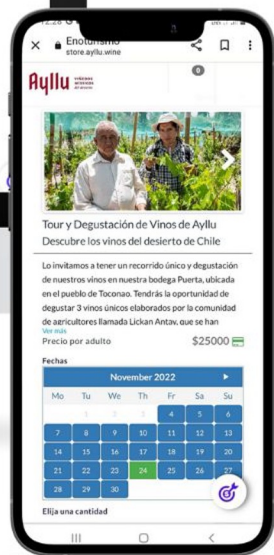 12:28
Enoturismo
store.ayllu.wine
0
Ayllu
Tour y Degustación de Vinos de Ayllu
Descubre los vinos del desierto de Chile
Lo invitamos a tener un recorrido único y degustación
de nuestros vinos en nuestra bodega Puerta, ubicada
en el pueblo de Toconao. Tendrás la oportunidad de
degustar 3 vinos únicos elaborados por la comunidad
de agricultores llamada Lickan Antay, que se han
Ver más
Precio por adulto $25000
Fechas
November 2022
Mo Tu We Th Fr Sa Su
1 2 3 4 5 6
7 8 9 10 11 12 13
14 15 16 17 18 19 20
21 22 23 24 25 26 27
28 29 30
Elija una cantidad